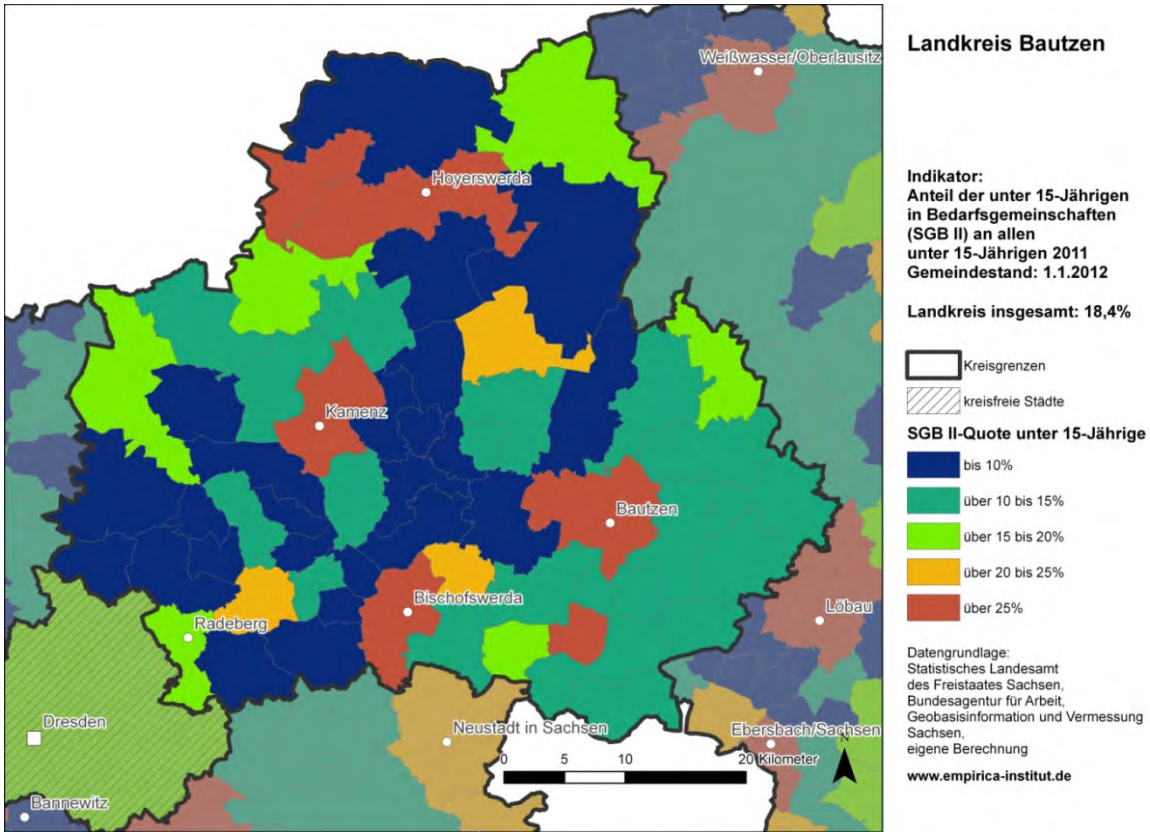 Landkreis Bautzen
Indikator:
Anteil der unter 15-Jährigen
in Bedarfsgemeinschaften
(SGB II) an allen
unter 15-Jährigen 2011
Gemeindestand: 1.1.2012
Landkreis insgesamt: 18,4%
Kreisgrenzen
kreisfreie Städte
SGB II-Quote unter 15-Jährige
bis 10%
über 10 bis 15%
über 15 bis 20%
über 20 bis 25%
über 25%
Datengrundlage:
Statistisches Landesamt
des Freistaates Sachsen,
Bundesagentur für Arbeit,
Geobasisinformation und Vermessung
Sachsen,
eigene Berechnung
www.empirica-institut.de
Weißwasser/Oberlausitz
Hoyerswerda
Kamenz
Bautzen
Bischofswerda
Löbau
Radeberg
Dresden
Neustadt in Sachsen
Ebersbach/Sachsen
N
0 5 10 20 Kilometer
Bannewitz